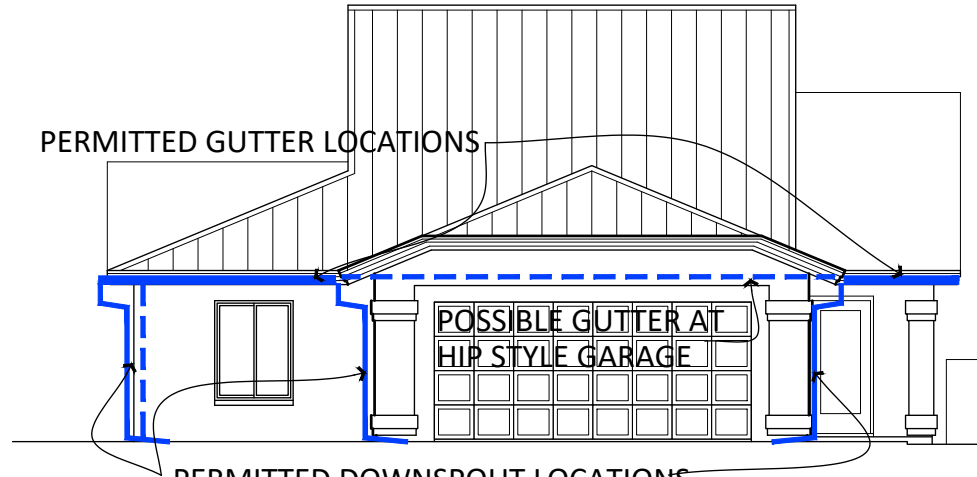 PERMITTED GUTTER LOCATIONS
POSSIBLE GUTTER AT
HIP STYLE GARAGE
PERMITTED DOWNSPOUT LOCATIONS